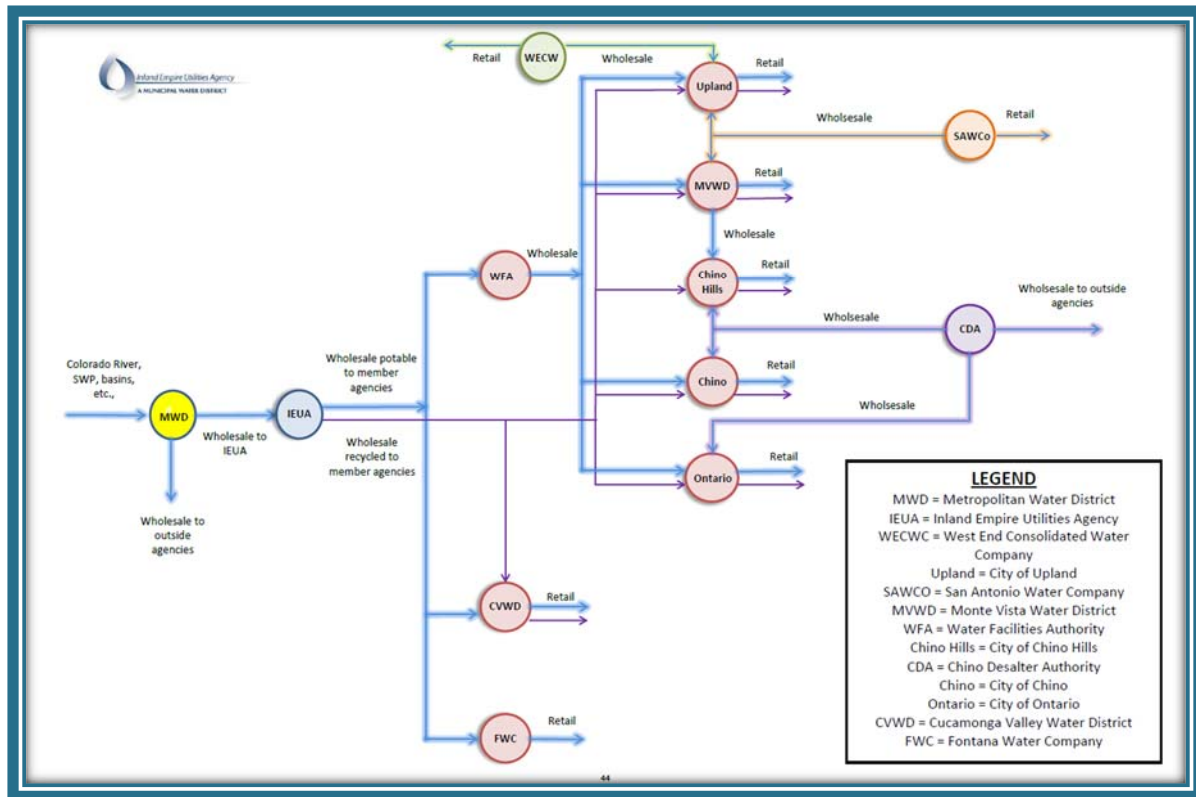 Inland Empire Utilities Agency
A MUNICIPAL WATER DISTRICT
Retail
WECW
Wholesale
Upland
Retail
Wholsesale
SAWCo
Retail
MVWD
Retail
Wholesale
WFA
Wholesale
Chino
Hills
Retail
Wholsesale
CDA
Wholsesale to outside
agencies
Colorado River,
SWP, basins,
etc.,
MWD
Wholesale to
IEUA
IEUA
Wholesale potable
to member
agencies
Wholesale
recycled to
member agencies
Wholesale to
outside
agencies
Chino
Retail
Wholsesale
Ontario
Retail
CVWD
Retail
FWC
Retail
LEGEND
MWD = Metropolitan Water District
IEUA = Inland Empire Utilities Agency
WECWC = West End Consolidated Water
Company
Upland = City of Upland
SAWCO = San Antonio Water Company
MVWD = Monte Vista Water District
WFA = Water Facilities Authority
Chino Hills = City of Chino Hills
CDA = Chino Desalter Authority
Chino = City of Chino
Ontario = City of Ontario
CVWD = Cucamonga Valley Water District
FWC = Fontana Water Company
44